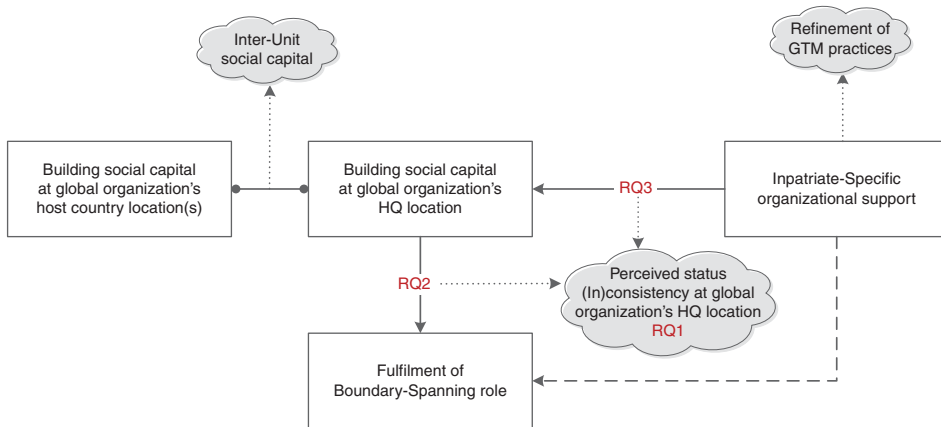 Inter-Unit
social capital
Refinement of
GTM practices
Building social capital
at global organization's
host country location(s)
Building social capital
at global organization's
HQ location
RQ3
Inpatriate-Specific
organizational support
RQ2
Perceived status
(In)consistency at global
organization's HQ location
RQ1
Fulfilment of
Boundary-Spanning role